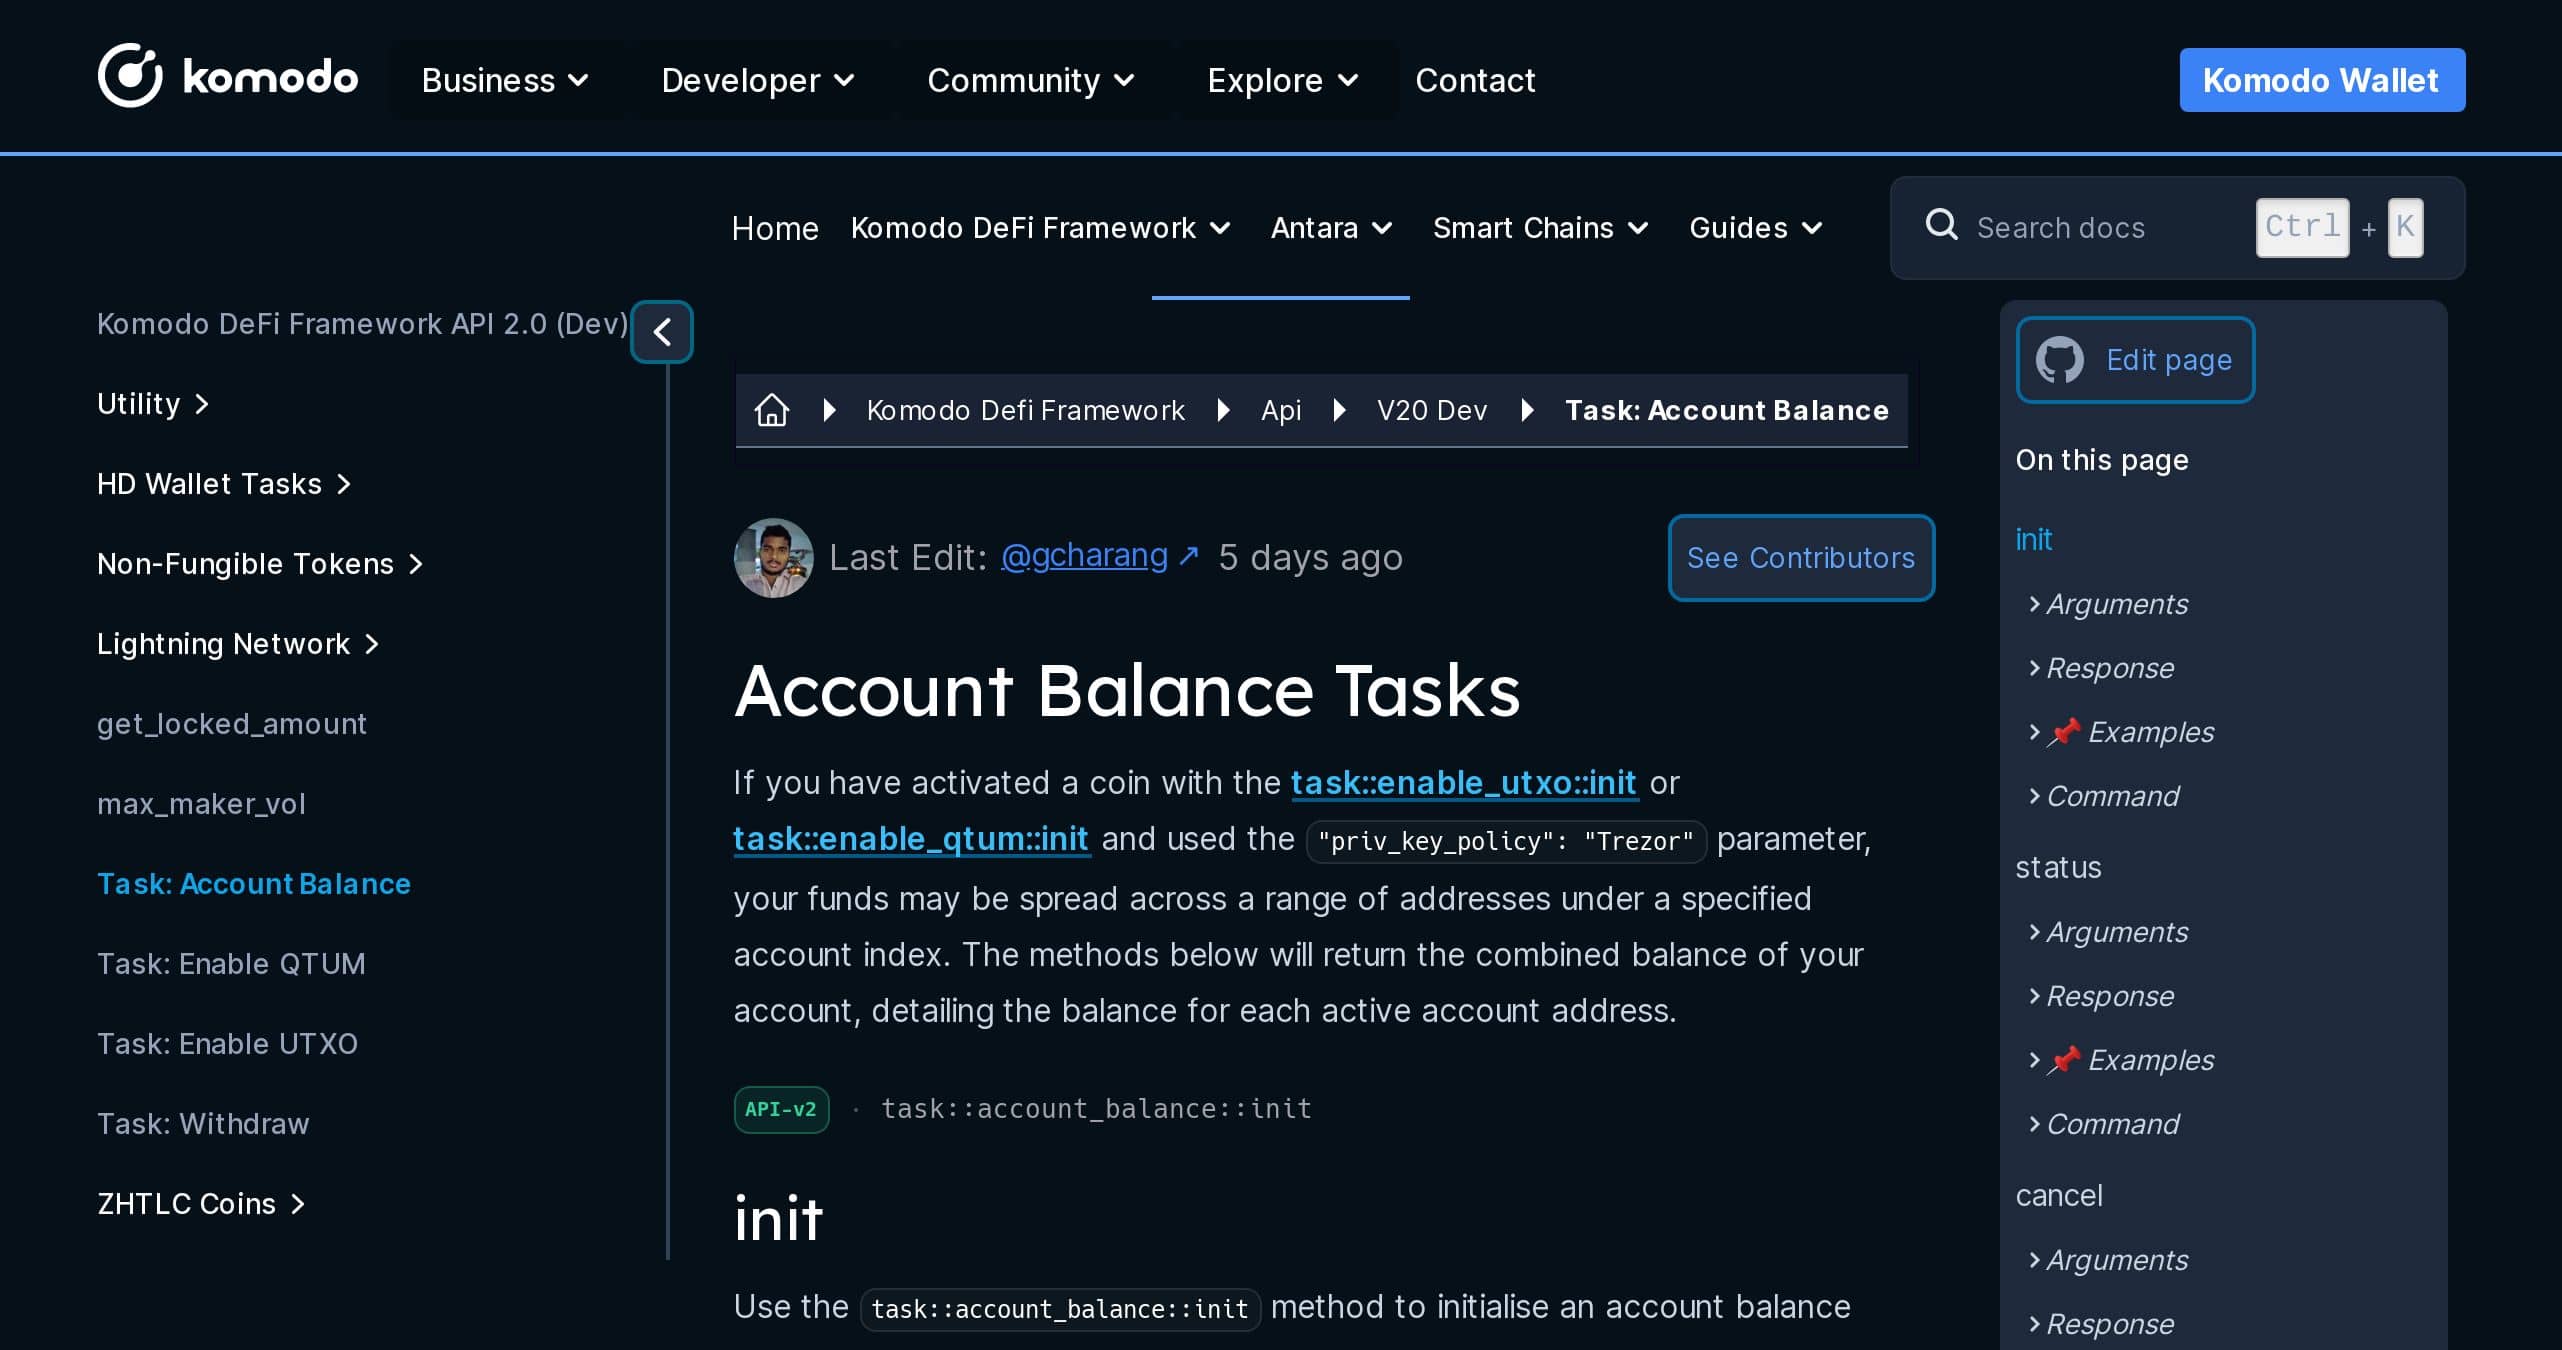 komodo
Business
Developer
Community
Explore
Contact
Komodo Wallet
Home
Komodo DeFi Framework
Antara
Smart Chains
Guides
Search docs
Ctrl + K
Komodo DeFi Framework API 2.0 (Dev)
Utility
HD Wallet Tasks
Non-Fungible Tokens
Lightning Network
get_locked_amount
max_maker_vol
Task: Account Balance
Task: Enable QTUM
Task: Enable UTXO
Task: Withdraw
ZHTLC Coins
Komodo Defi Framework
Api
V20 Dev
Task: Account Balance
Last Edit: @gcharang ↗ 5 days ago
See Contributors
Account Balance Tasks
If you have activated a coin with the task::enable_utxo::init or
task::enable_qtum::init and used the "priv_key_policy": "Trezor" parameter,
your funds may be spread across a range of addresses under a specified
account index. The methods below will return the combined balance of your
account, detailing the balance for each active account address.
API-v2 · task::account_balance::init
init
Use the task::account_balance::init method to initialise an account balance
Edit page
On this page
init
Arguments
Response
📌 Examples
Command
status
Arguments
Response
📌 Examples
Command
cancel
Arguments
Response